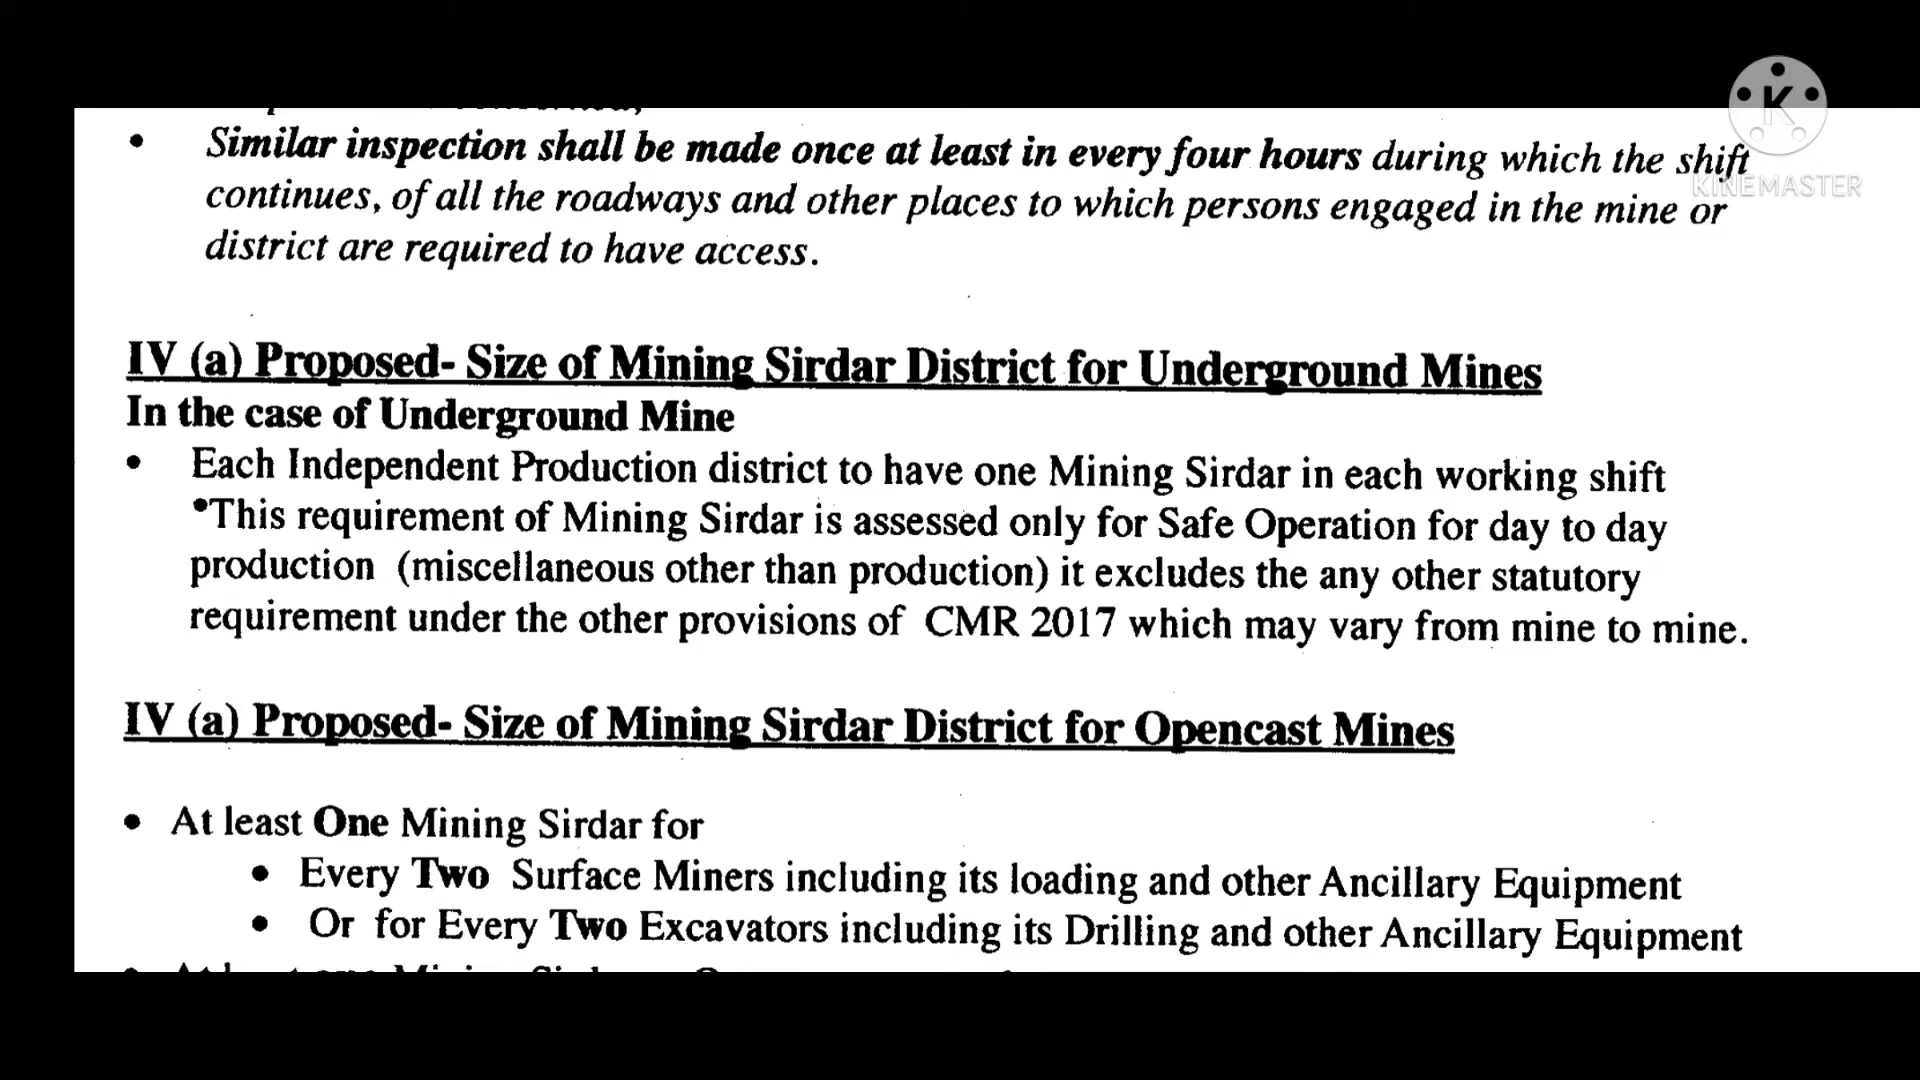 • Similar inspection shall be made once at least in every four hours during which the shift
continues, of all the roadways and other places to which persons engaged in the mine or
district are required to have access.
IV (a) Proposed- Size of Mining Sirdar District for Underground Mines
In the case of Underground Mine
• Each Independent Production district to have one Mining Sirdar in each working shift
•This requirement of Mining Sirdar is assessed only for Safe Operation for day to day
production (miscellaneous other than production) it excludes the any other statutory
requirement under the other provisions of CMR 2017 which may vary from mine to mine.
IV (a) Proposed- Size of Mining Sirdar District for Opencast Mines
• At least One Mining Sirdar for
• Every Two Surface Miners including its loading and other Ancillary Equipment
• Or for Every Two Excavators including its Drilling and other Ancillary Equipment
K
KINEMASTER